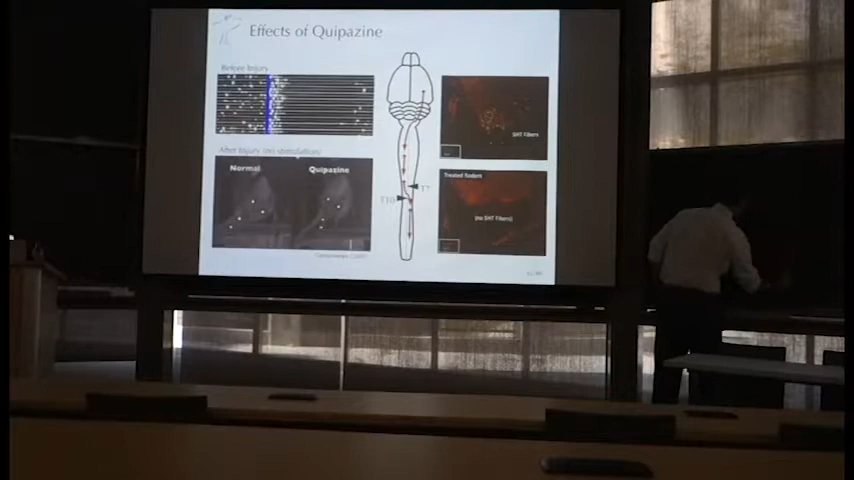 Effects of Quipazine
Before Injury
5HT Fibers
After Injury (no stimulation)
Normal
Quipazine
T7
T10
Treated Rodent
(no 5HT Fibers)